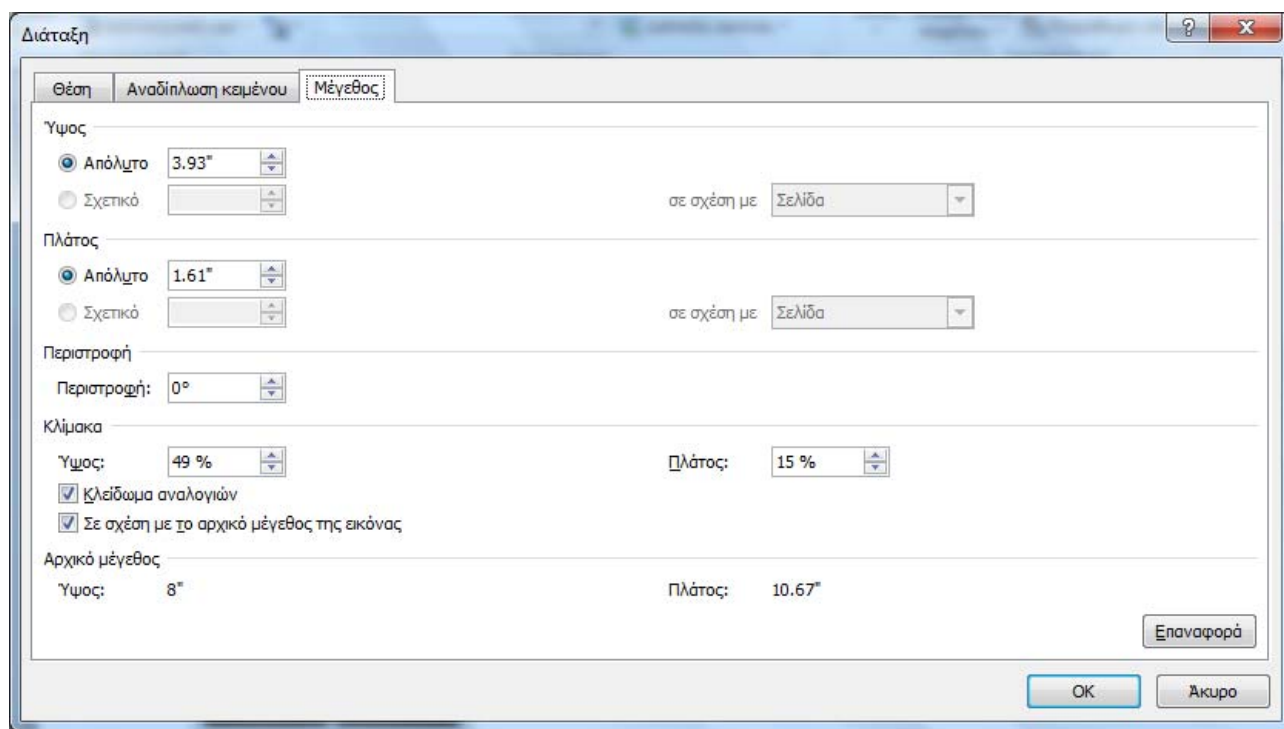 Διάταξη
Θέση Αναδίπλωση κειμένου Μέγεθος
Ύψος
Απόλυτο 3.93"
Σχετικό σε σχέση με Σελίδα
Πλάτος
Απόλυτο 1.61"
Σχετικό σε σχέση με Σελίδα
Περιστροφή
Περιστροφή: 0°
Κλίμακα
Ύψος: 49 % Πλάτος: 15 %
Κλείδωμα αναλογιών
Σε σχέση με το αρχικό μέγεθος της εικόνας
Αρχικό μέγεθος
Ύψος: 8" Πλάτος: 10.67"
Επαναφορά
OK Άκυρο